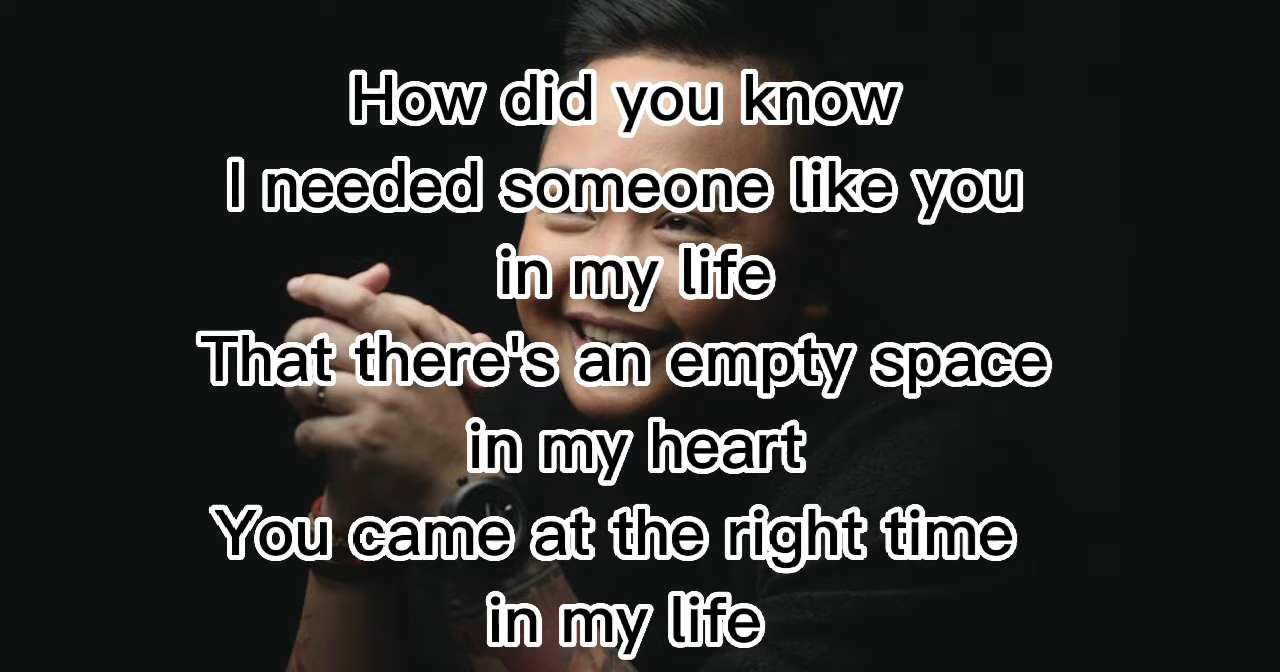 How did you know
I needed someone like you
in my life
That there's an empty space
in my heart
You came at the right time
in my life